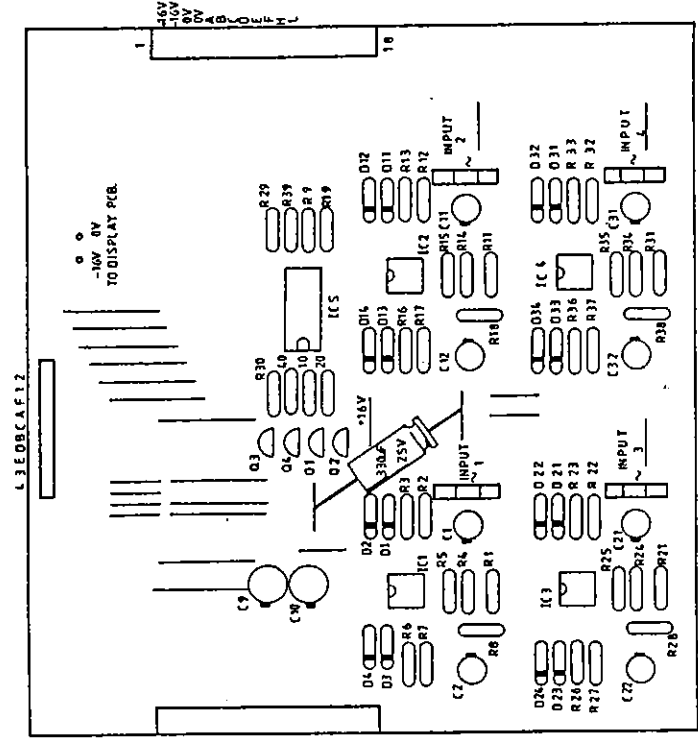 -16V
-16V
0V
0V
A
B
C
D
E
F
H
L
1
18
-16V 0V
TO DISPLAY PCB.
R29
R39
R9
R19
IC5
R30
40
10
20
Q3
Q4
Q1
Q2
+16V
330uF
25V
C9
C10
D12
D11
R13
R12
INPUT
2
~
C11
IC2
R15
R14
R11
D14
D13
R16
R17
R18
C12
D32
D31
R33
R32
INPUT
4
~
C31
IC4
R35
R34
R31
D34
D33
R36
R37
R38
C32
D2
D1
R3
R2
INPUT
1
~
C1
IC1
R5
R4
R1
D4
D3
R6
R7
R8
C2
D22
D21
R23
R22
INPUT
3
~
C21
IC3
R25
R24
R21
D24
D23
R26
R27
R28
C22